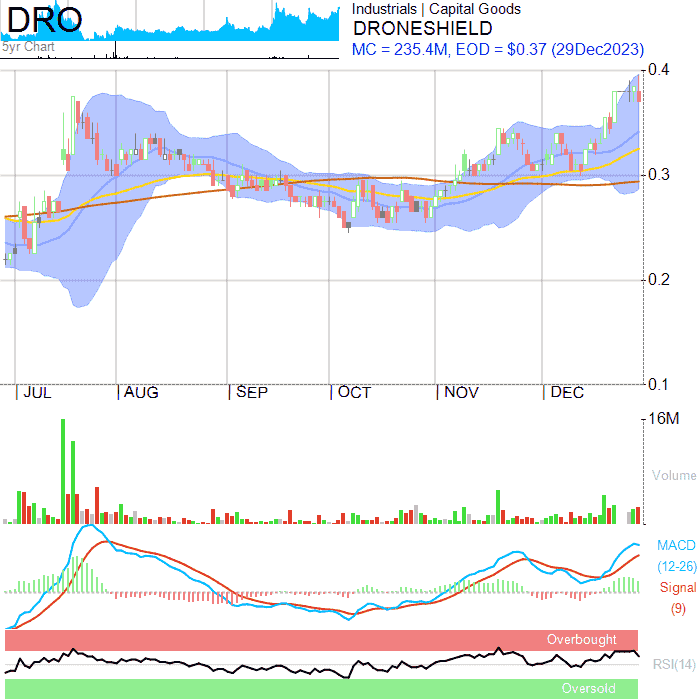 DRO
5yr Chart
Industrials | Capital Goods
DRONESHIELD
MC = 235.4M, EOD = $0.37 (29Dec2023)
0.4
0.3
0.2
0.1
| JUL | AUG | SEP | OCT | NOV | DEC
16M
Volume
MACD
(12-26)
Signal
(9)
Overbought
RSI(14)
Oversold